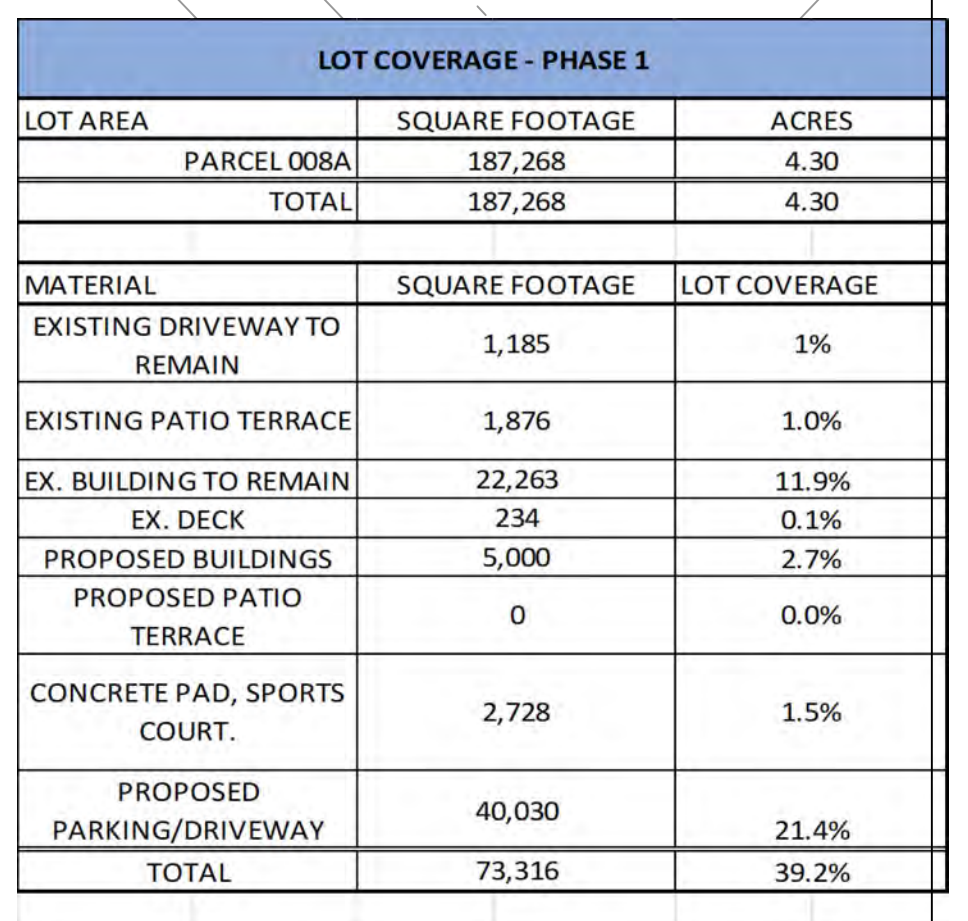 LOT COVERAGE - PHASE 1
LOT AREA SQUARE FOOTAGE ACRES
PARCEL 008A 187,268 4.30
TOTAL 187,268 4.30
MATERIAL SQUARE FOOTAGE LOT COVERAGE
EXISTING DRIVEWAY TO
REMAIN 1,185 1%
EXISTING PATIO TERRACE 1,876 1.0%
EX. BUILDING TO REMAIN 22,263 11.9%
EX. DECK 234 0.1%
PROPOSED BUILDINGS 5,000 2.7%
PROPOSED PATIO
TERRACE 0 0.0%
CONCRETE PAD, SPORTS
COURT. 2,728 1.5%
PROPOSED
PARKING/DRIVEWAY 40,030 21.4%
TOTAL 73,316 39.2%